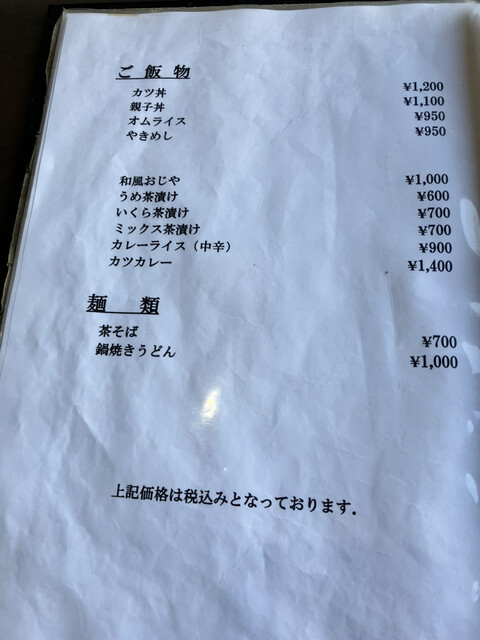 ご飯物
カツ丼 ¥1,200
親子丼 ¥1,100
オムライス ¥950
やきめし ¥950
和風おじや ¥1,000
うめ茶漬け ¥600
いくら茶漬け ¥700
ミックス茶漬け ¥700
カレーライス（中辛） ¥900
カツカレー ¥1,400
麺類
茶そば ¥700
鍋焼きうどん ¥1,000
上記価格は税込みとなっております.